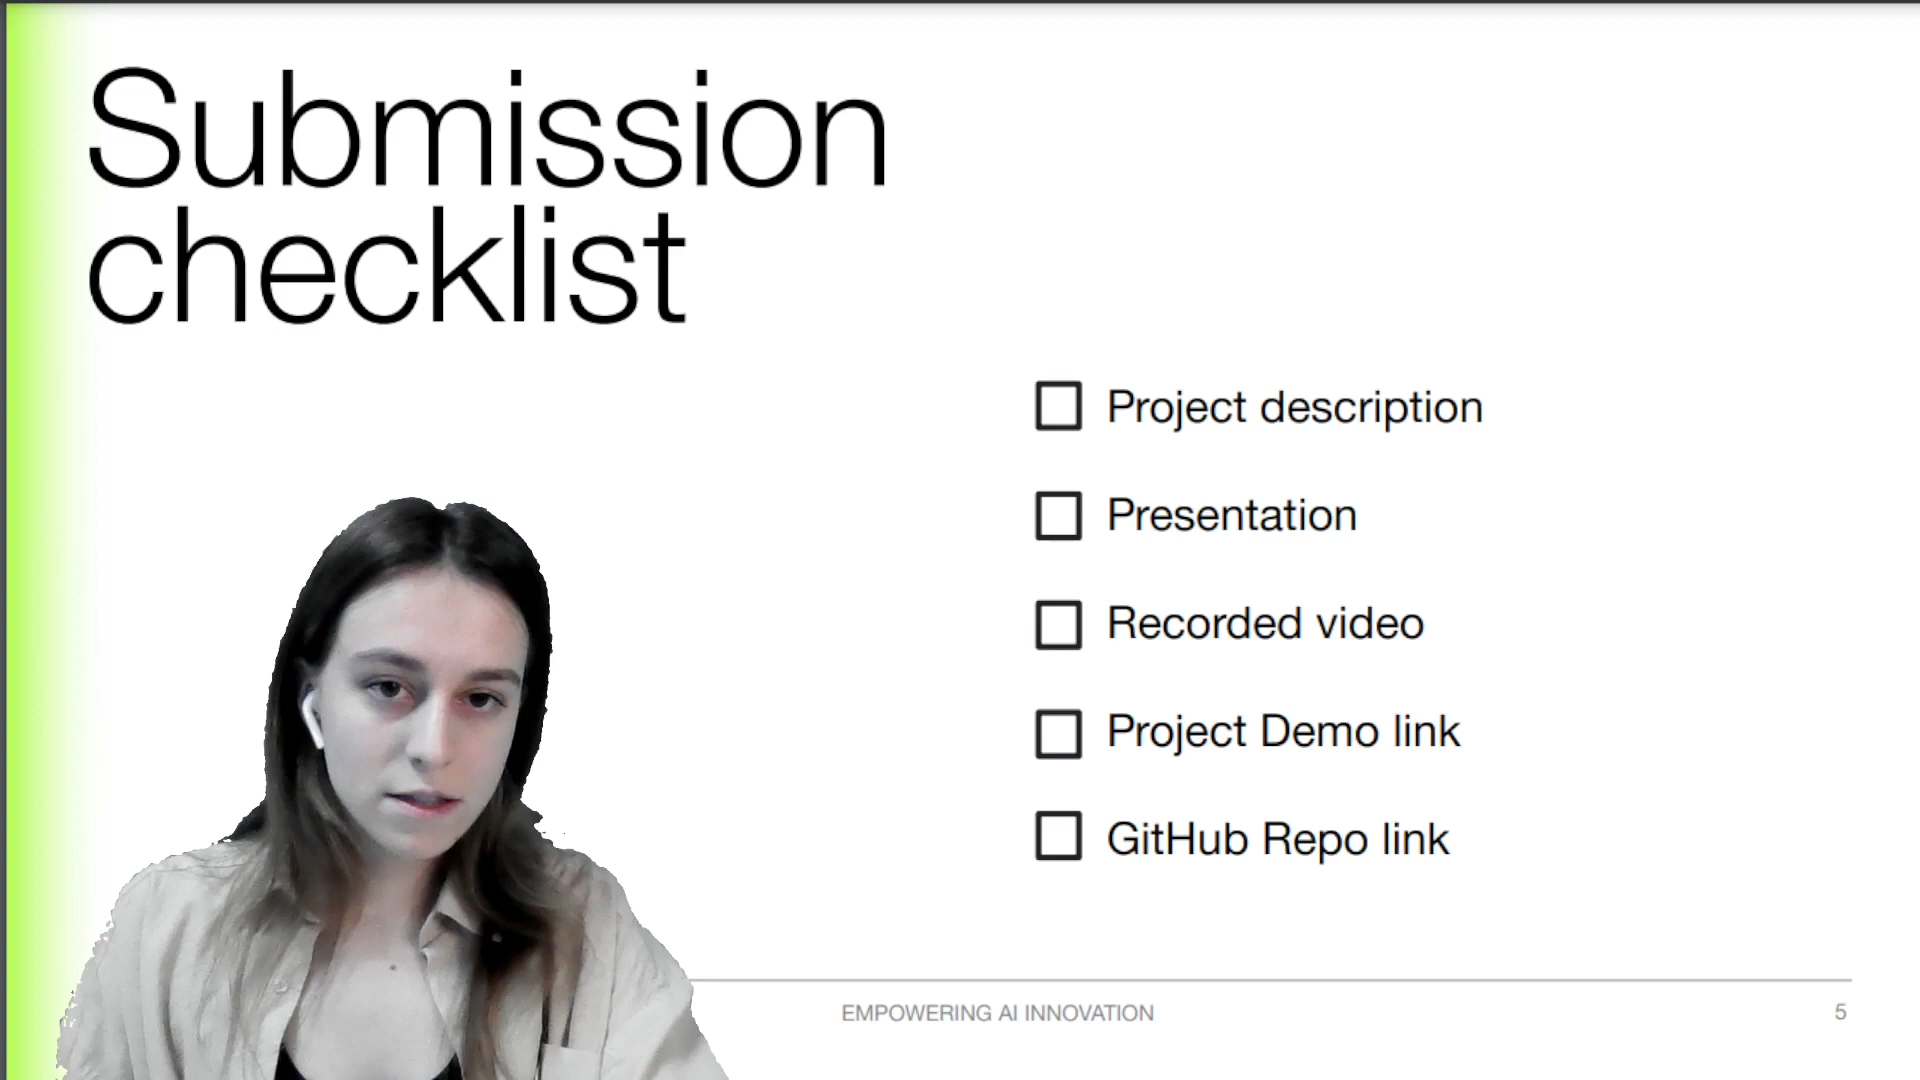 Submission
checklist
Project description
Presentation
Recorded video
Project Demo link
GitHub Repo link
EMPOWERING AI INNOVATION
5